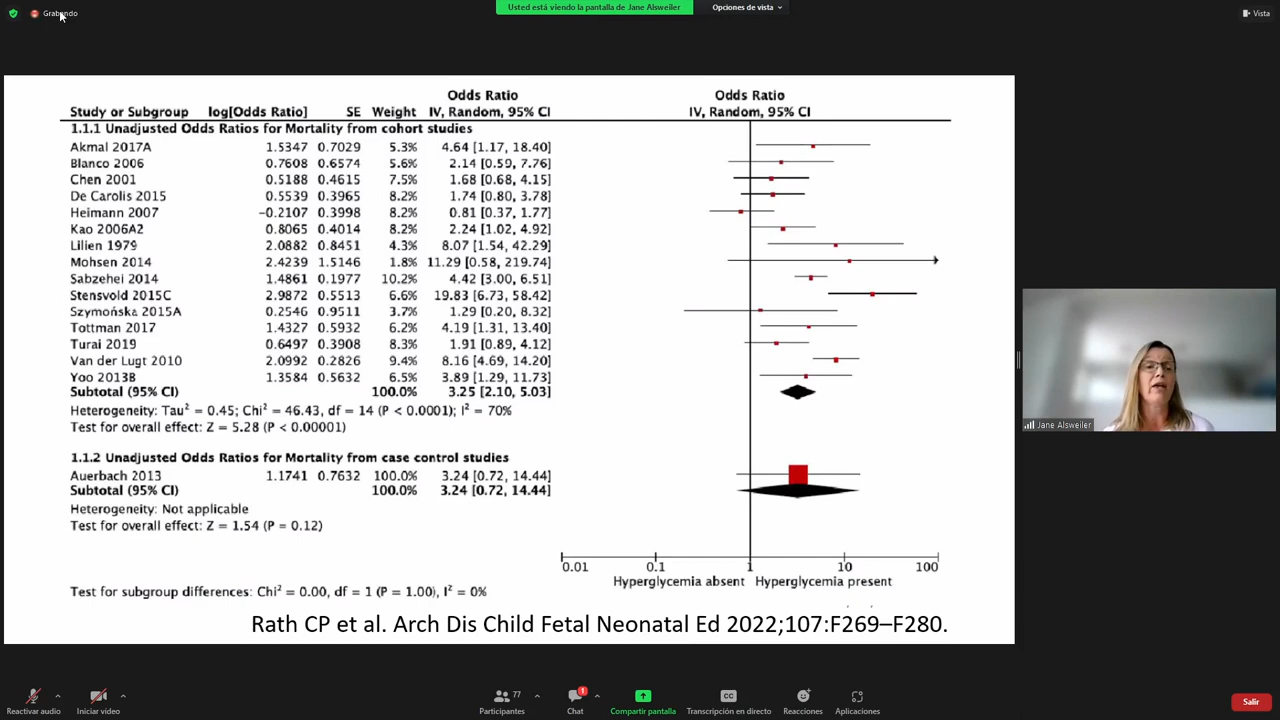 Grabando
Usted está viendo la pantalla de Jane Alsweiler
Opciones de vista
Vista
Odds Ratio
Odds Ratio
Study or Subgroup log[Odds Ratio] SE Weight IV, Random, 95% CI
IV, Random, 95% CI
1.1.1 Unadjusted Odds Ratios for Mortality from cohort studies
Akmal 2017A 1.5347 0.7029 5.3% 4.64 [1.17, 18.40]
Blanco 2006 0.7608 0.6574 5.6% 2.14 [0.59, 7.76]
Chen 2001 0.5188 0.4615 7.5% 1.68 [0.68, 4.15]
De Carolis 2015 0.5539 0.3965 8.2% 1.74 [0.80, 3.78]
Heimann 2007 −0.2107 0.3998 8.2% 0.81 [0.37, 1.77]
Kao 2006A2 0.8065 0.4014 8.2% 2.24 [1.02, 4.92]
Lilien 1979 2.0882 0.8451 4.3% 8.07 [1.54, 42.29]
Mohsen 2014 2.4239 1.5146 1.8% 11.29 [0.58, 219.74]
Sabzehei 2014 1.4861 0.1977 10.2% 4.42 [3.00, 6.51]
Stensvold 2015C 2.9872 0.5513 6.6% 19.83 [6.73, 58.42]
Szymońska 2015A 0.2546 0.9511 3.7% 1.29 [0.20, 8.32]
Tottman 2017 1.4327 0.5932 6.2% 4.19 [1.31, 13.40]
Turai 2019 0.6497 0.3908 8.3% 1.91 [0.89, 4.12]
Van der Lugt 2010 2.0992 0.2826 9.4% 8.16 [4.69, 14.20]
Yoo 2013B 1.3584 0.5632 6.5% 3.89 [1.29, 11.73]
Subtotal (95% CI) 100.0% 3.25 [2.10, 5.03]
Heterogeneity: Tau² = 0.45; Chi² = 46.43, df = 14 (P < 0.0001); I² = 70%
Test for overall effect: Z = 5.28 (P < 0.00001)
1.1.2 Unadjusted Odds Ratios for Mortality from case control studies
Auerbach 2013 1.1741 0.7632 100.0% 3.24 [0.72, 14.44]
Subtotal (95% CI) 100.0% 3.24 [0.72, 14.44]
Heterogeneity: Not applicable
Test for overall effect: Z = 1.54 (P = 0.12)
0.01 0.1 1 10 100
Hyperglycemia absent Hyperglycemia present
Test for subgroup differences: Chi² = 0.00, df = 1 (P = 1.00), I² = 0%
Rath CP et al. Arch Dis Child Fetal Neonatal Ed 2022;107:F269–F280.
Jane Alsweiler
Reactivar audio
Iniciar video
77
Participantes
1
Chat
Compartir pantalla
Transcripción en directo
Reacciones
Aplicaciones
Salir